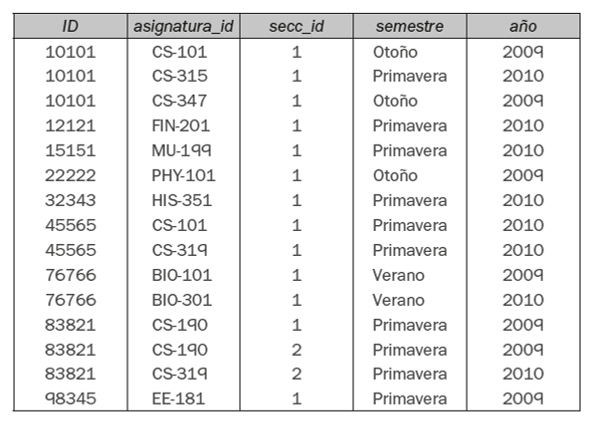 ID asignatura_id secc_id semestre año
10101 CS-101 1 Otoño 2009
10101 CS-315 1 Primavera 2010
10101 CS-347 1 Otoño 2009
12121 FIN-201 1 Primavera 2010
15151 MU-199 1 Primavera 2010
22222 PHY-101 1 Otoño 2009
32343 HIS-351 1 Primavera 2010
45565 CS-101 1 Primavera 2010
45565 CS-319 1 Primavera 2010
76766 BIO-101 1 Verano 2009
76766 BIO-301 1 Verano 2010
83821 CS-190 1 Primavera 2009
83821 CS-190 2 Primavera 2009
83821 CS-319 2 Primavera 2010
98345 EE-181 1 Primavera 2009